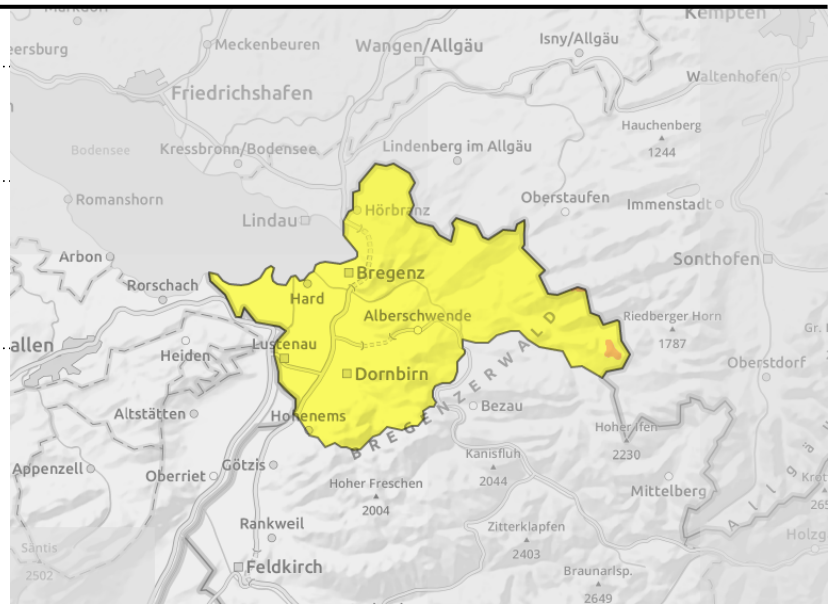 Kempten
eersburg
Meckenbeuren
Wangen/Allgäu
Isny/Allgäu
Waltenhofen
Friedrichshafen
Hauchenberg
1244
Bodensee
Kressbronn/Bodensee
Lindenberg im Allgäu
Romanshorn
Oberstaufen
Immenstadt
Lindau
Hörbranz
Arbon
Sonthofen
Rorschach
Bregenz
Hard
Alberschwende
Riedberger Horn
1787
allen
Heiden
Lustenau
Oberstdorf
Dornbirn
BREGENZERWALD
Altstätten
Hohenems
Bezau
Hoher Ifen
2230
Appenzell
Oberriet
Götzis
Kanisfluh
2044
Hoher Freschen
2004
Mittelberg
Rankweil
Zitterklapfen
2403
Säntis
2502
Feldkirch
Braunarlsp.
2649
Holzg